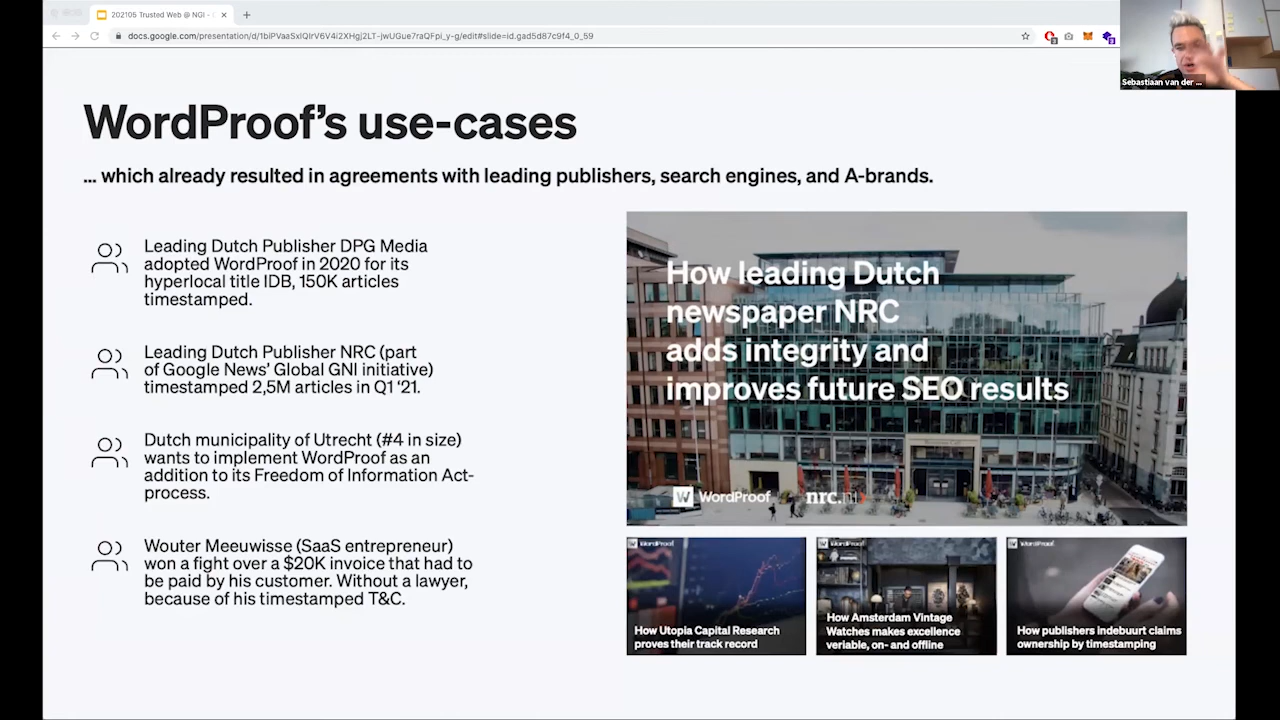 202105 Trusted Web @ NGI -
docs.google.com/presentation/d/1biPVaaSxIQIrV6V4i2XHgj2LT-jwUGue7raQFpi_y-g/edit#slide=id.gad5d87c9f4_0_59
Sebastiaan van der ...
WordProof’s use-cases
... which already resulted in agreements with leading publishers, search engines, and A-brands.
Leading Dutch Publisher DPG Media
adopted WordProof in 2020 for its
hyperlocal title IDB, 150K articles
timestamped.
Leading Dutch Publisher NRC (part
of Google News’ Global GNI initiative)
timestamped 2,5M articles in Q1 ‘21.
Dutch municipality of Utrecht (#4 in size)
wants to implement WordProof as an
addition to its Freedom of Information Act-
process.
Wouter Meeuwisse (SaaS entrepreneur)
won a fight over a $20K invoice that had to
be paid by his customer. Without a lawyer,
because of his timestamped T&C.
How leading Dutch
newspaper NRC
adds integrity and
improves future SEO results
W WordProof nrc.nl
WordProof
How Utopia Capital Research
proves their track record
WordProof
How Amsterdam Vintage
Watches makes excellence
veriable, on- and offline
WordProof
How publishers indebuurt claims
ownership by timestamping